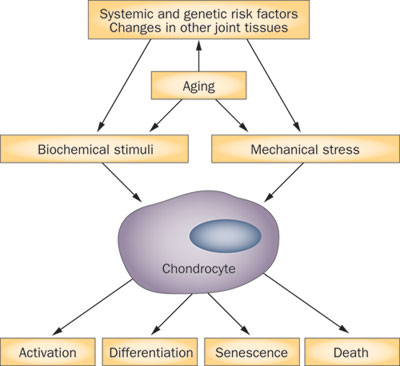 Systemic and genetic risk factors
Changes in other joint tissues
Aging
Biochemical stimuli
Mechanical stress
Chondrocyte
Activation
Differentiation
Senescence
Death